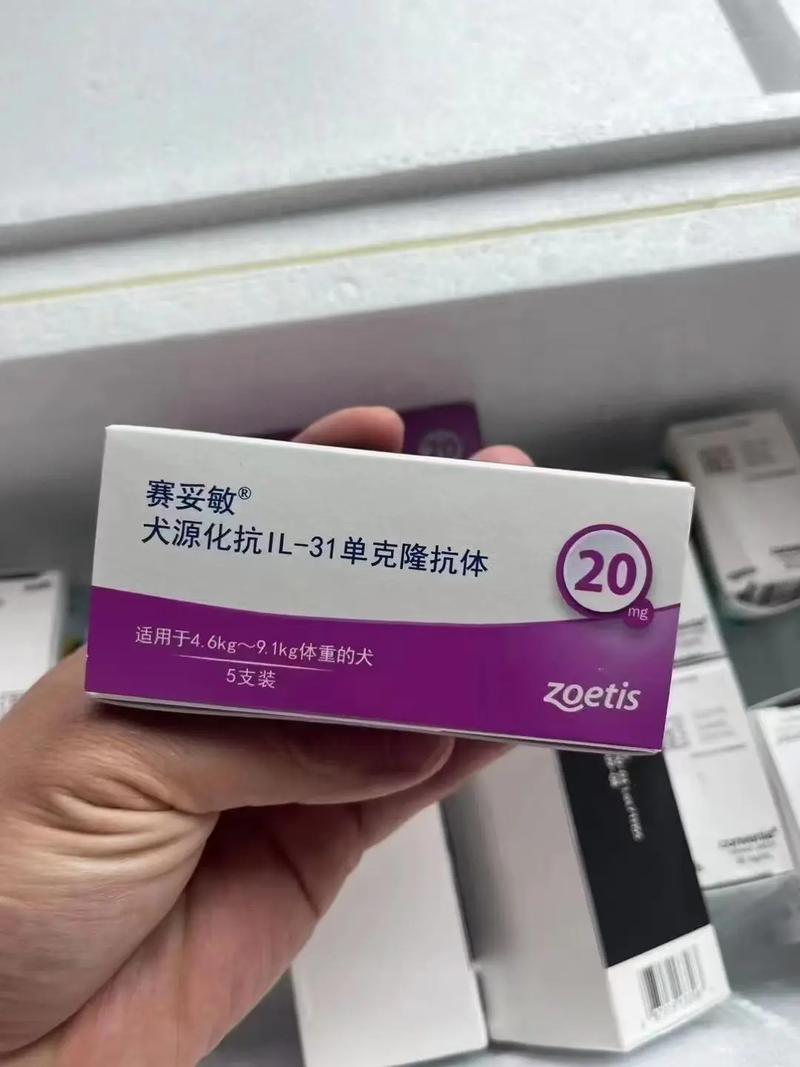 赛妥敏®
犬源化抗IL-31单克隆抗体
20
mg
适用于4.6kg～9.1kg体重的犬
5支装
zoetis
20